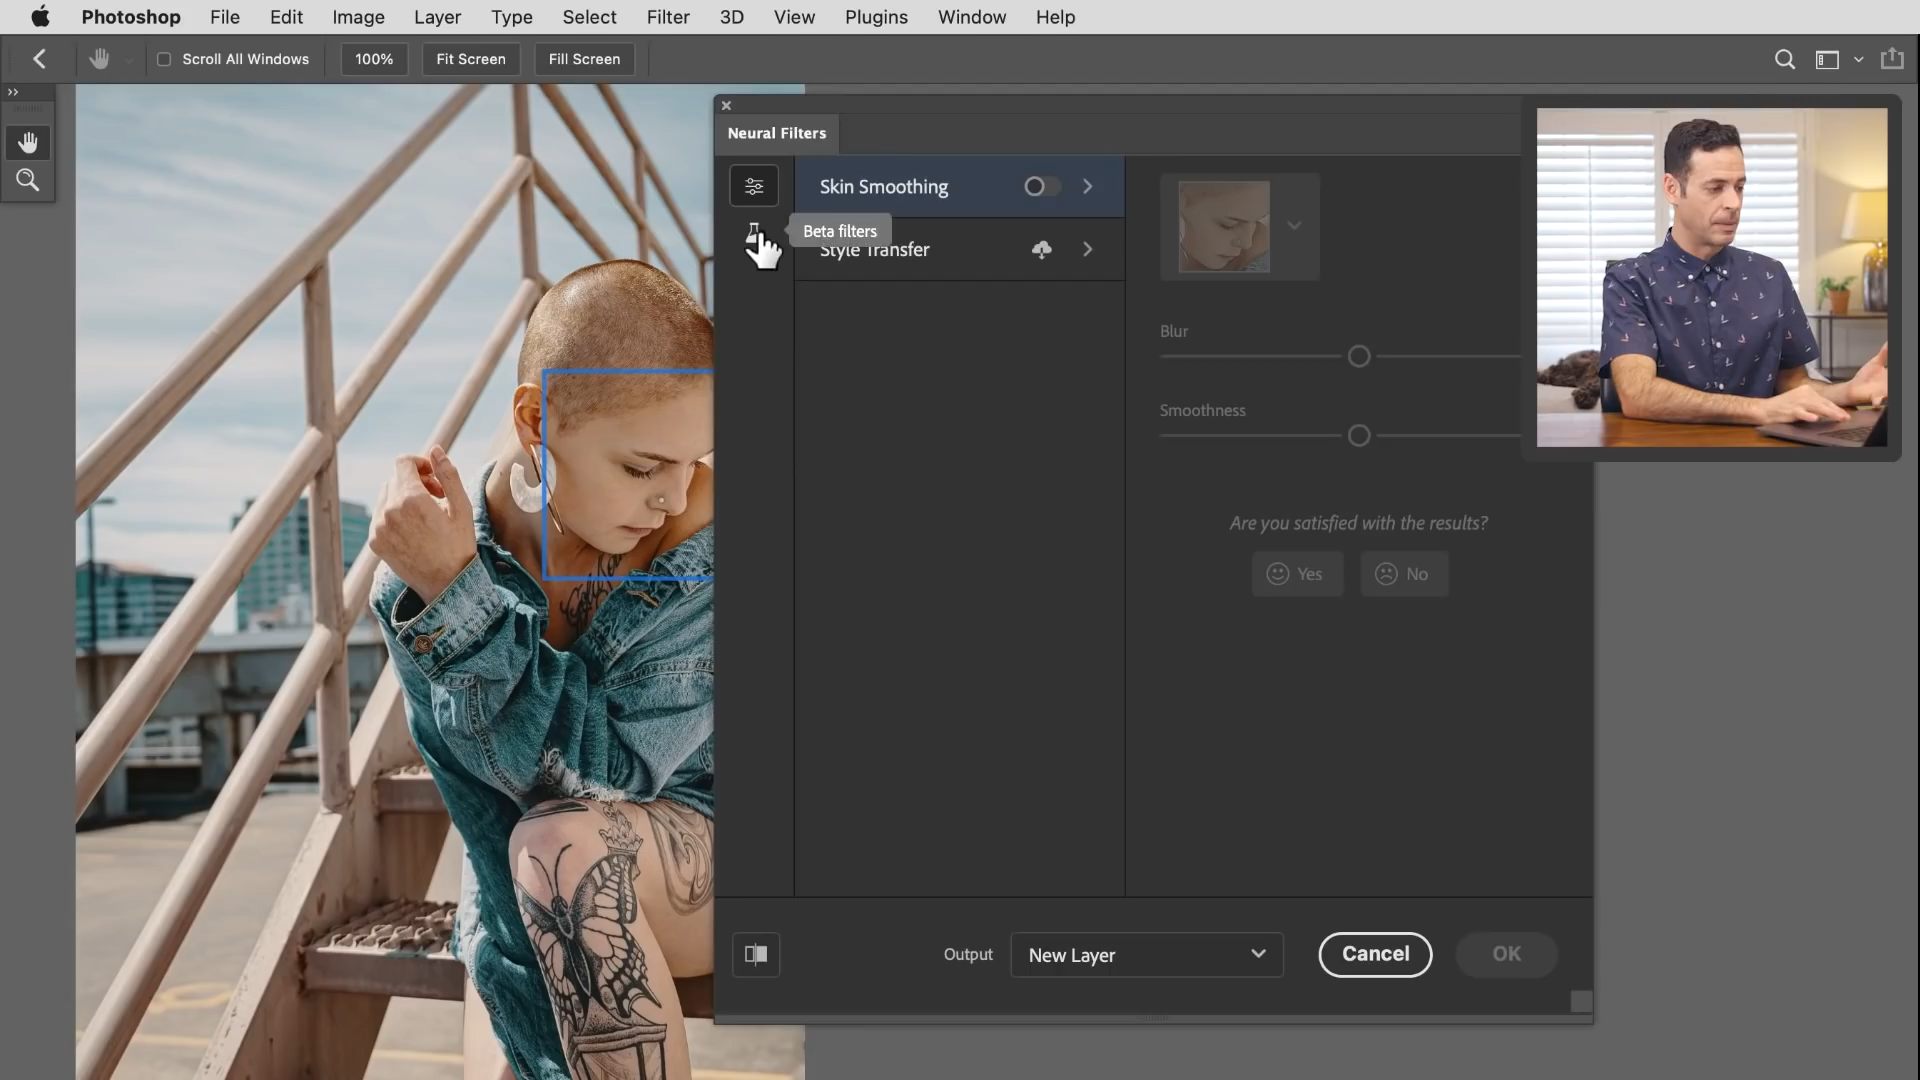 Photoshop File Edit Image Layer Type Select Filter 3D View Plugins Window Help
Scroll All Windows 100% Fit Screen Fill Screen
Neural Filters
Skin Smoothing
Beta filters
Style Transfer
Blur
Smoothness
Are you satisfied with the results?
Yes No
Output New Layer Cancel OK